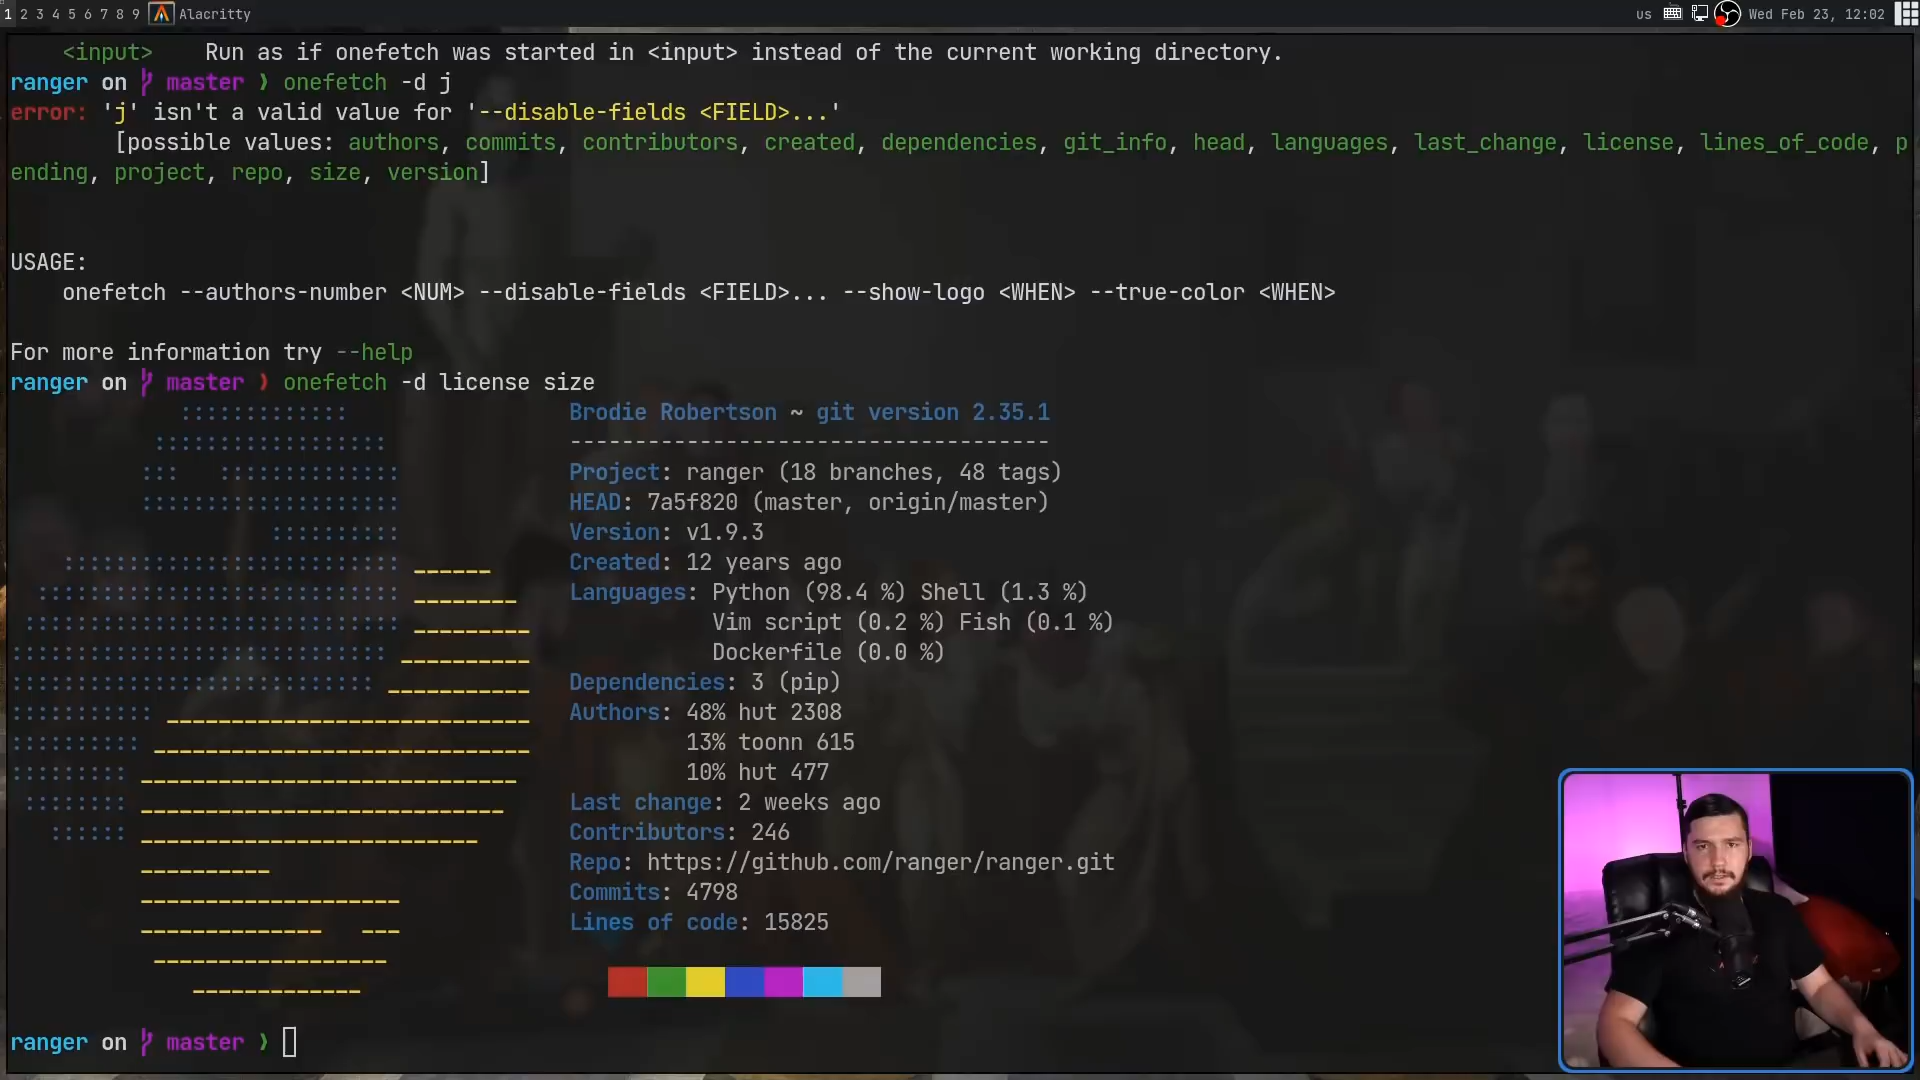 1 2 3 4 5 6 7 8 9 Alacritty us Wed Feb 23, 12:02
<input> Run as if onefetch was started in <input> instead of the current working directory.
ranger on master ❯ onefetch -d j
error: 'j' isn't a valid value for '--disable-fields <FIELD>...'
[possible values: authors, commits, contributors, created, dependencies, git_info, head, languages, last_change, license, lines_of_code, p
ending, project, repo, size, version]
USAGE:
onefetch --authors-number <NUM> --disable-fields <FIELD>... --show-logo <WHEN> --true-color <WHEN>
For more information try --help
ranger on master ❯ onefetch -d license size
Brodie Robertson ~ git version 2.35.1
-------------------------------------
Project: ranger (18 branches, 48 tags)
HEAD: 7a5f820 (master, origin/master)
Version: v1.9.3
Created: 12 years ago
Languages: Python (98.4 %) Shell (1.3 %)
Vim script (0.2 %) Fish (0.1 %)
Dockerfile (0.0 %)
Dependencies: 3 (pip)
Authors: 48% hut 2308
13% toonn 615
10% hut 477
Last change: 2 weeks ago
Contributors: 246
Repo: https://github.com/ranger/ranger.git
Commits: 4798
Lines of code: 15825
ranger on master ❯